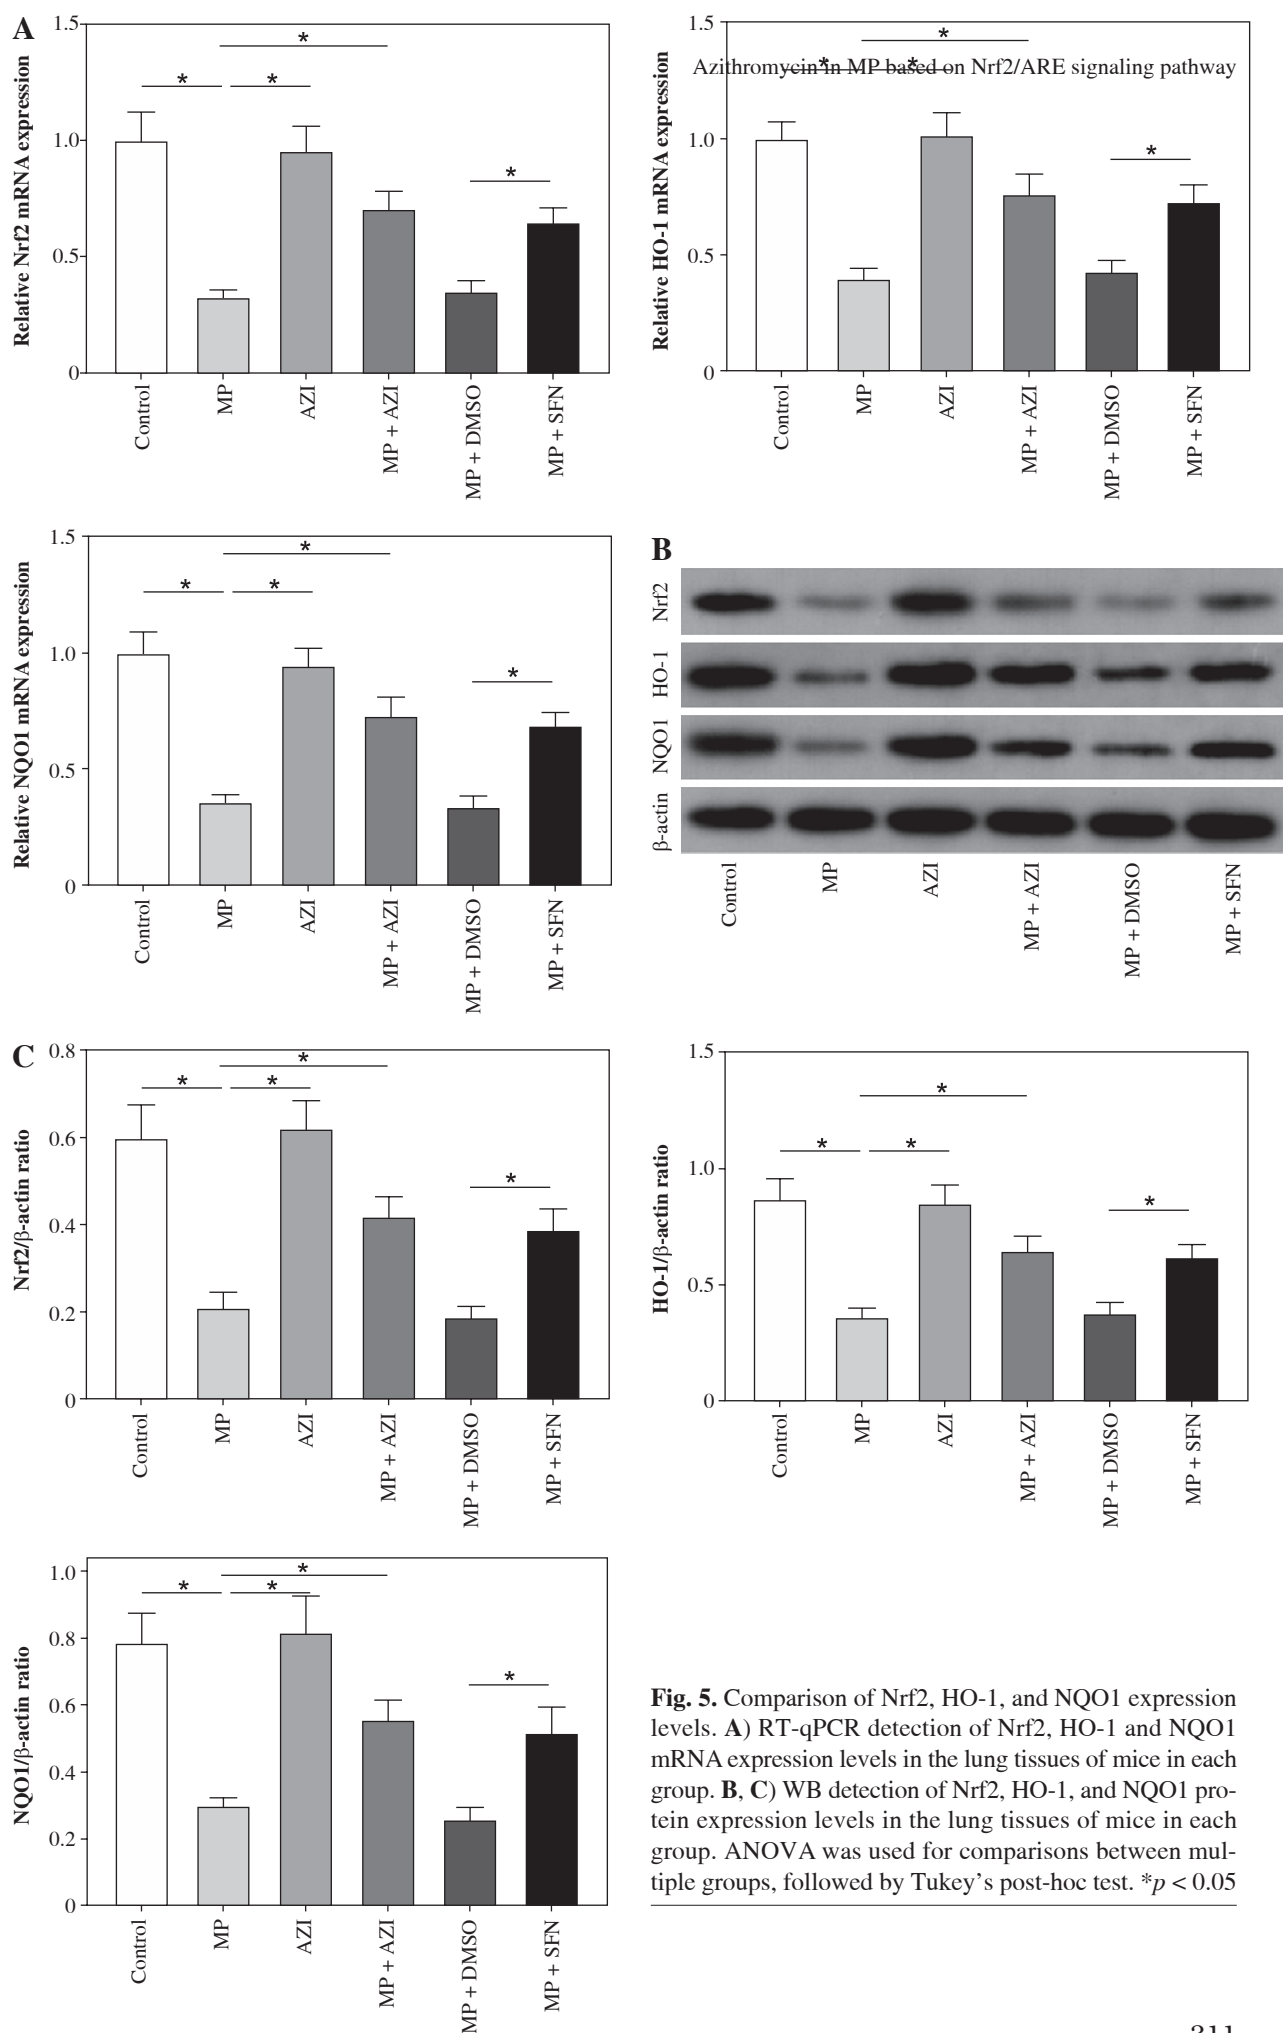 Azithromycin in MP based on Nrf2/ARE signaling pathway
A
Relative Nrf2 mRNA expression
1.5
1.0
0.5
0
* * * *
Control
MP
AZI
MP + AZI
MP + DMSO
MP + SFN
Relative HO-1 mRNA expression
1.5
1.0
0.5
0
* * * *
Control
MP
AZI
MP + AZI
MP + DMSO
MP + SFN
Relative NQO1 mRNA expression
1.5
1.0
0.5
0
* * * *
Control
MP
AZI
MP + AZI
MP + DMSO
MP + SFN
B
Nrf2
HO-1
NQO1
β-actin
Control
MP
AZI
MP + AZI
MP + DMSO
MP + SFN
C
Nrf2/β-actin ratio
0.8
0.6
0.4
0.2
0
* * * *
Control
MP
AZI
MP + AZI
MP + DMSO
MP + SFN
HO-1/β-actin ratio
1.5
1.0
0.5
0
* * * *
Control
MP
AZI
MP + AZI
MP + DMSO
MP + SFN
NQO1/β-actin ratio
1.0
0.8
0.6
0.4
0.2
0
* * * *
Control
MP
AZI
MP + AZI
MP + DMSO
MP + SFN
Fig. 5. Comparison of Nrf2, HO-1, and NQO1 expression
levels. A) RT-qPCR detection of Nrf2, HO-1 and NQO1
mRNA expression levels in the lung tissues of mice in each
group. B, C) WB detection of Nrf2, HO-1, and NQO1 pro-
tein expression levels in the lung tissues of mice in each
group. ANOVA was used for comparisons between mul-
tiple groups, followed by Tukey's post-hoc test. *p < 0.05
311